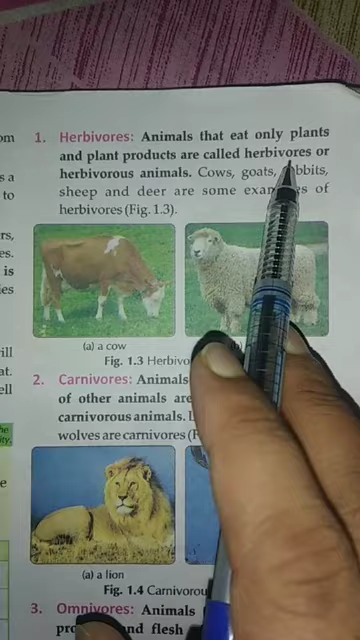 1. Herbivores: Animals that eat only plants
and plant products are called herbivores or
herbivorous animals. Cows, goats,
sheep and deer are some of
herbivores (Fig. 1.3).
(a) a cow
Fig. 1.3
2. Carnivores: Animals
of other animals are
carnivorous animals.
wolves are carnivores
(a) a lion
Fig. 1.4
3. Omnivores: Animals
and flesh